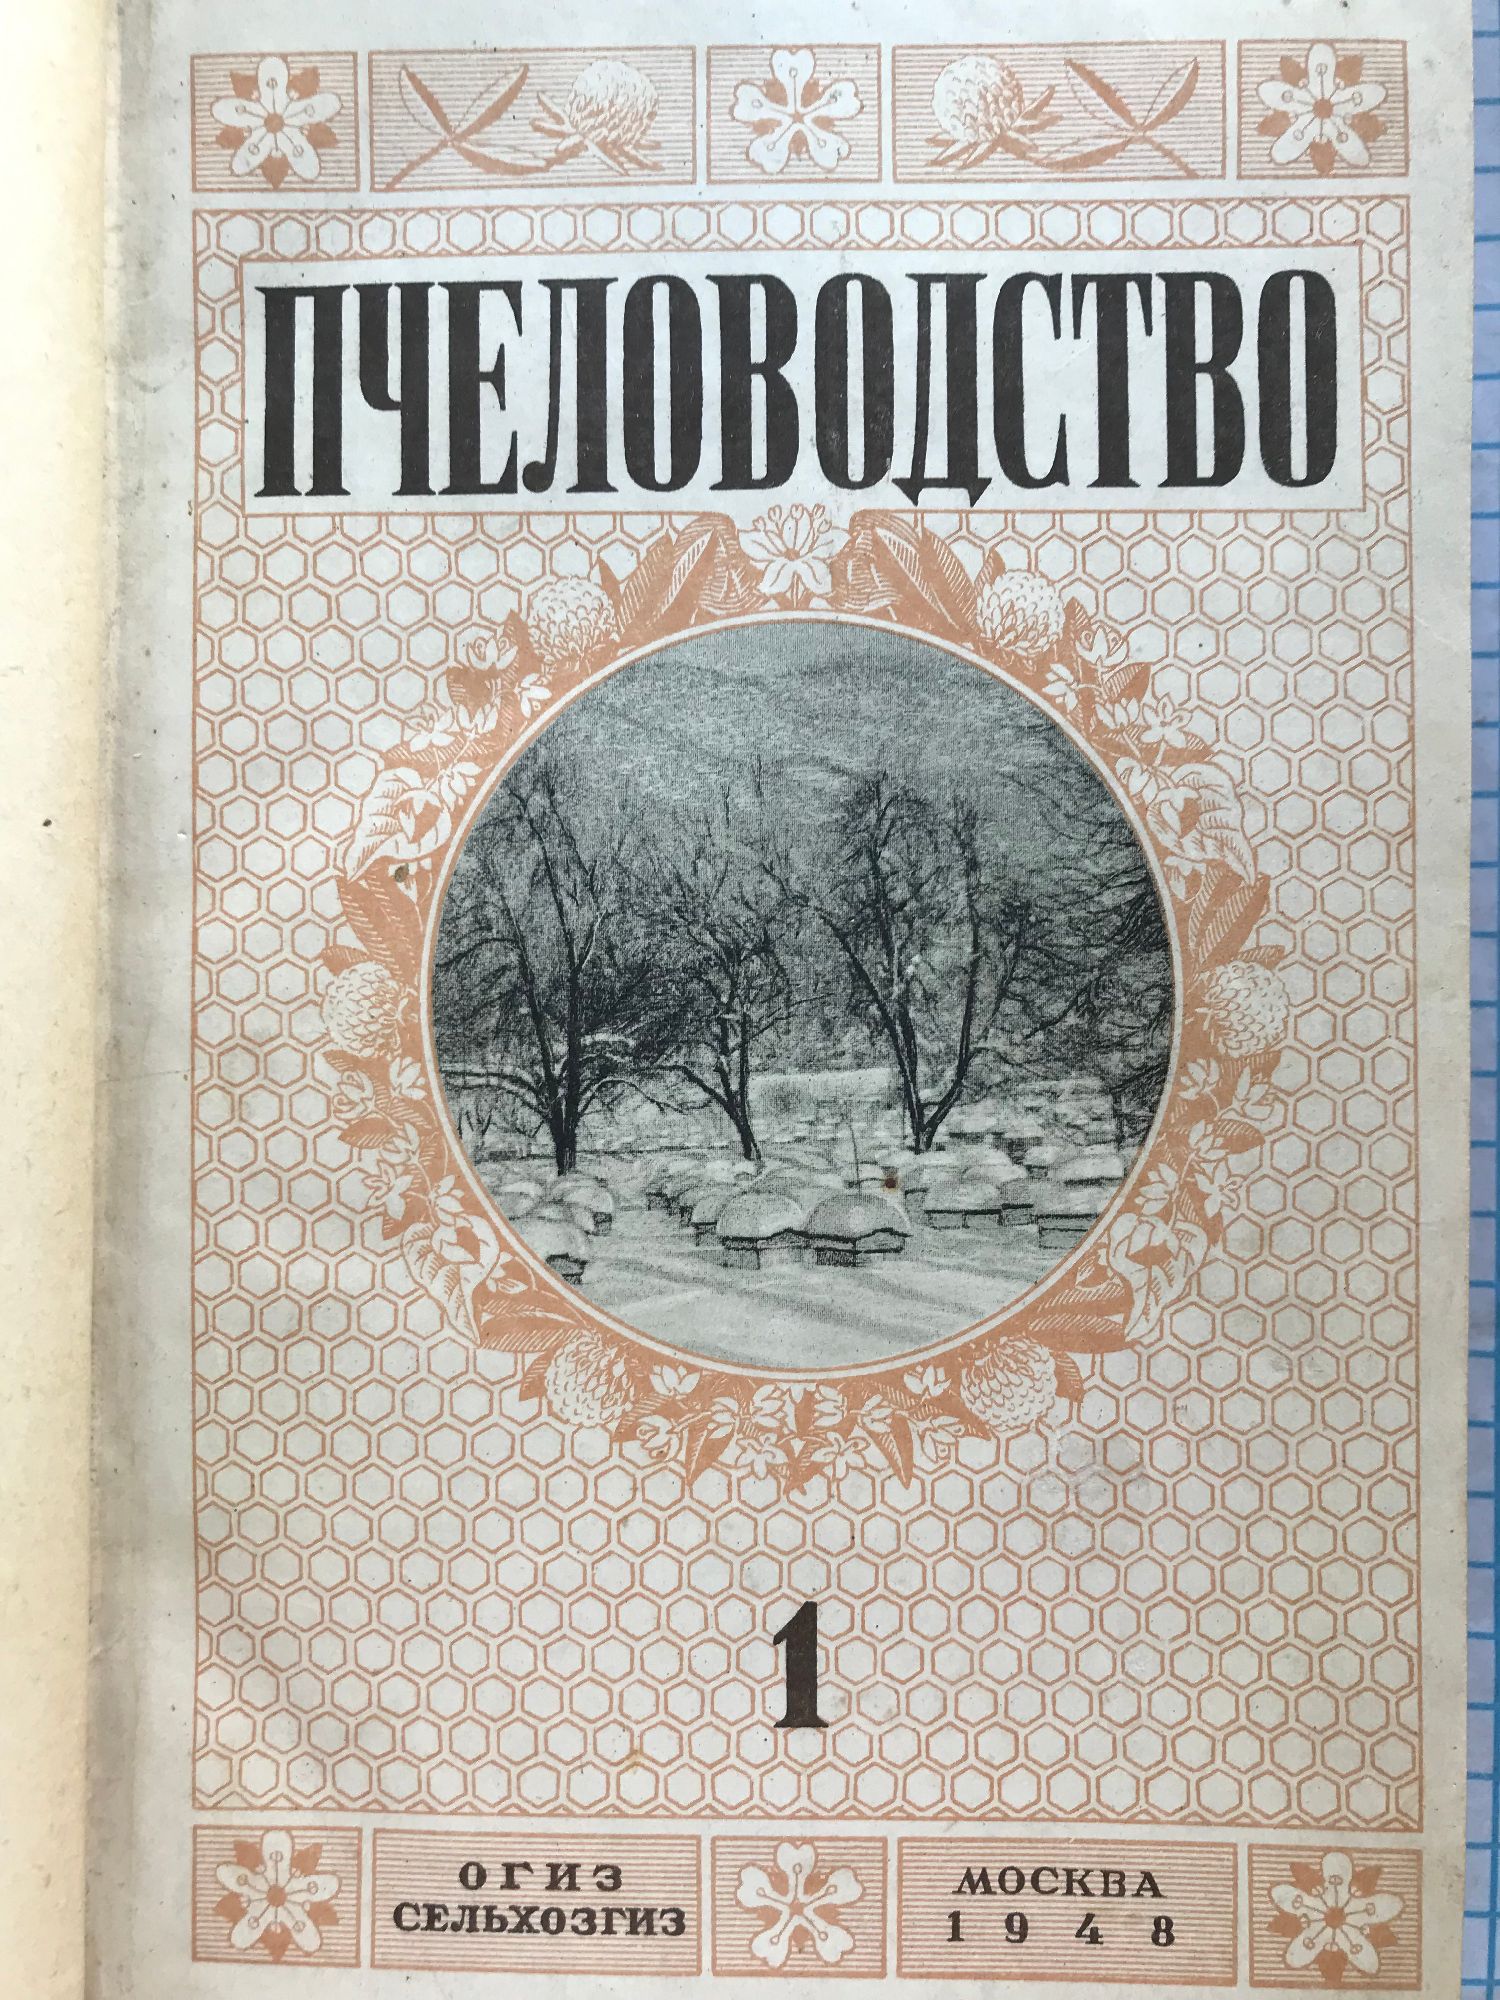 ПЧЕЛОВОДСТВО
1
ОГИЗ
СЕЛЬХОЗГИЗ
МОСКВА
1948